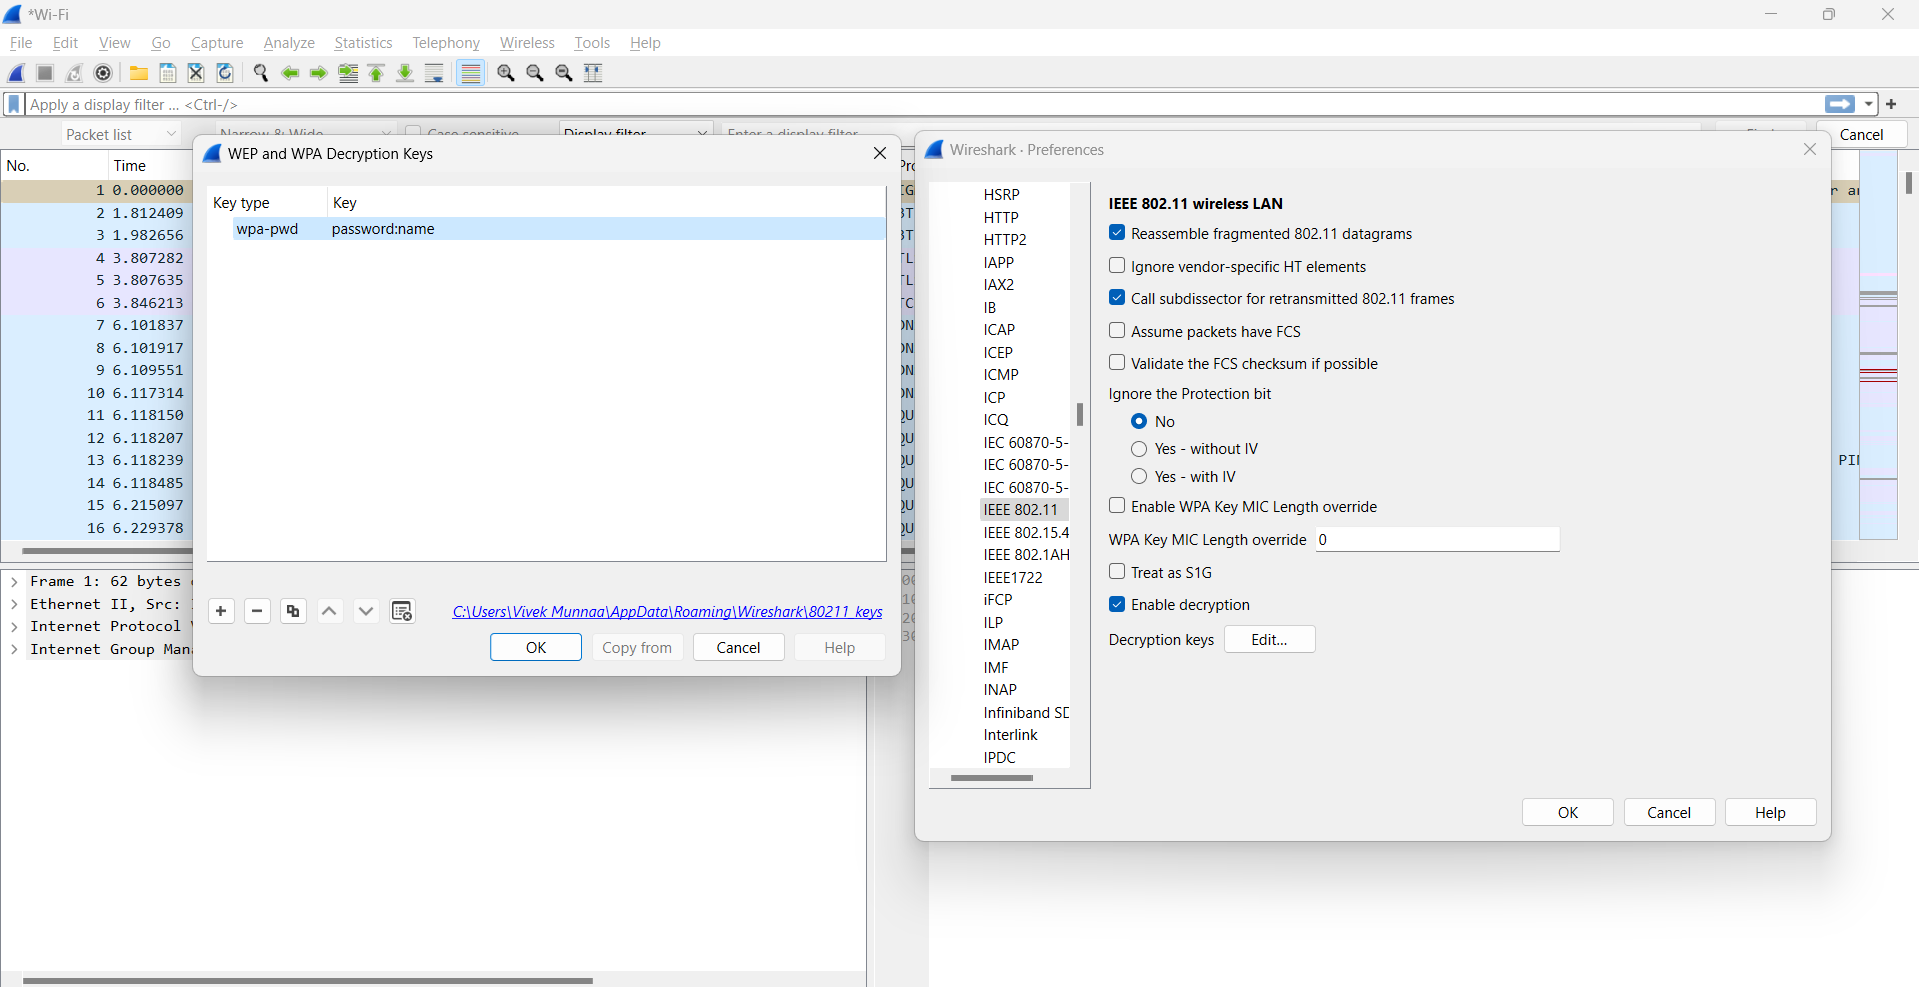 *Wi-Fi
File Edit View Go Capture Analyze Statistics Telephony Wireless Tools Help
Apply a display filter ... <Ctrl-/>
Packet list Narrow & Wide Case sensitive Display filter Enter a display filter Cancel
No. Time
1 0.000000
2 1.812409
3 1.982656
4 3.807282
5 3.807635
6 3.846213
7 6.101837
8 6.101917
9 6.109551
10 6.117314
11 6.118150
12 6.118207
13 6.118239
14 6.118485
15 6.215097
16 6.229378
Frame 1: 62 bytes
Ethernet II, Src:
Internet Protocol
Internet Group Man
WEP and WPA Decryption Keys
Key type Key
wpa-pwd password:name
C:\Users\Vivek Munnaa\AppData\Roaming\Wireshark\80211_keys
OK Copy from Cancel Help
Wireshark · Preferences
HSRP
HTTP
HTTP2
IAPP
IAX2
IB
ICAP
ICEP
ICMP
ICP
ICQ
IEC 60870-5-
IEC 60870-5-
IEC 60870-5-
IEEE 802.11
IEEE 802.15.4
IEEE 802.1AH
IEEE1722
iFCP
ILP
IMAP
IMF
INAP
Infiniband SD
Interlink
IPDC
IEEE 802.11 wireless LAN
Reassemble fragmented 802.11 datagrams
Ignore vendor-specific HT elements
Call subdissector for retransmitted 802.11 frames
Assume packets have FCS
Validate the FCS checksum if possible
Ignore the Protection bit
No
Yes - without IV
Yes - with IV
Enable WPA Key MIC Length override
WPA Key MIC Length override 0
Treat as S1G
Enable decryption
Decryption keys Edit...
OK Cancel Help